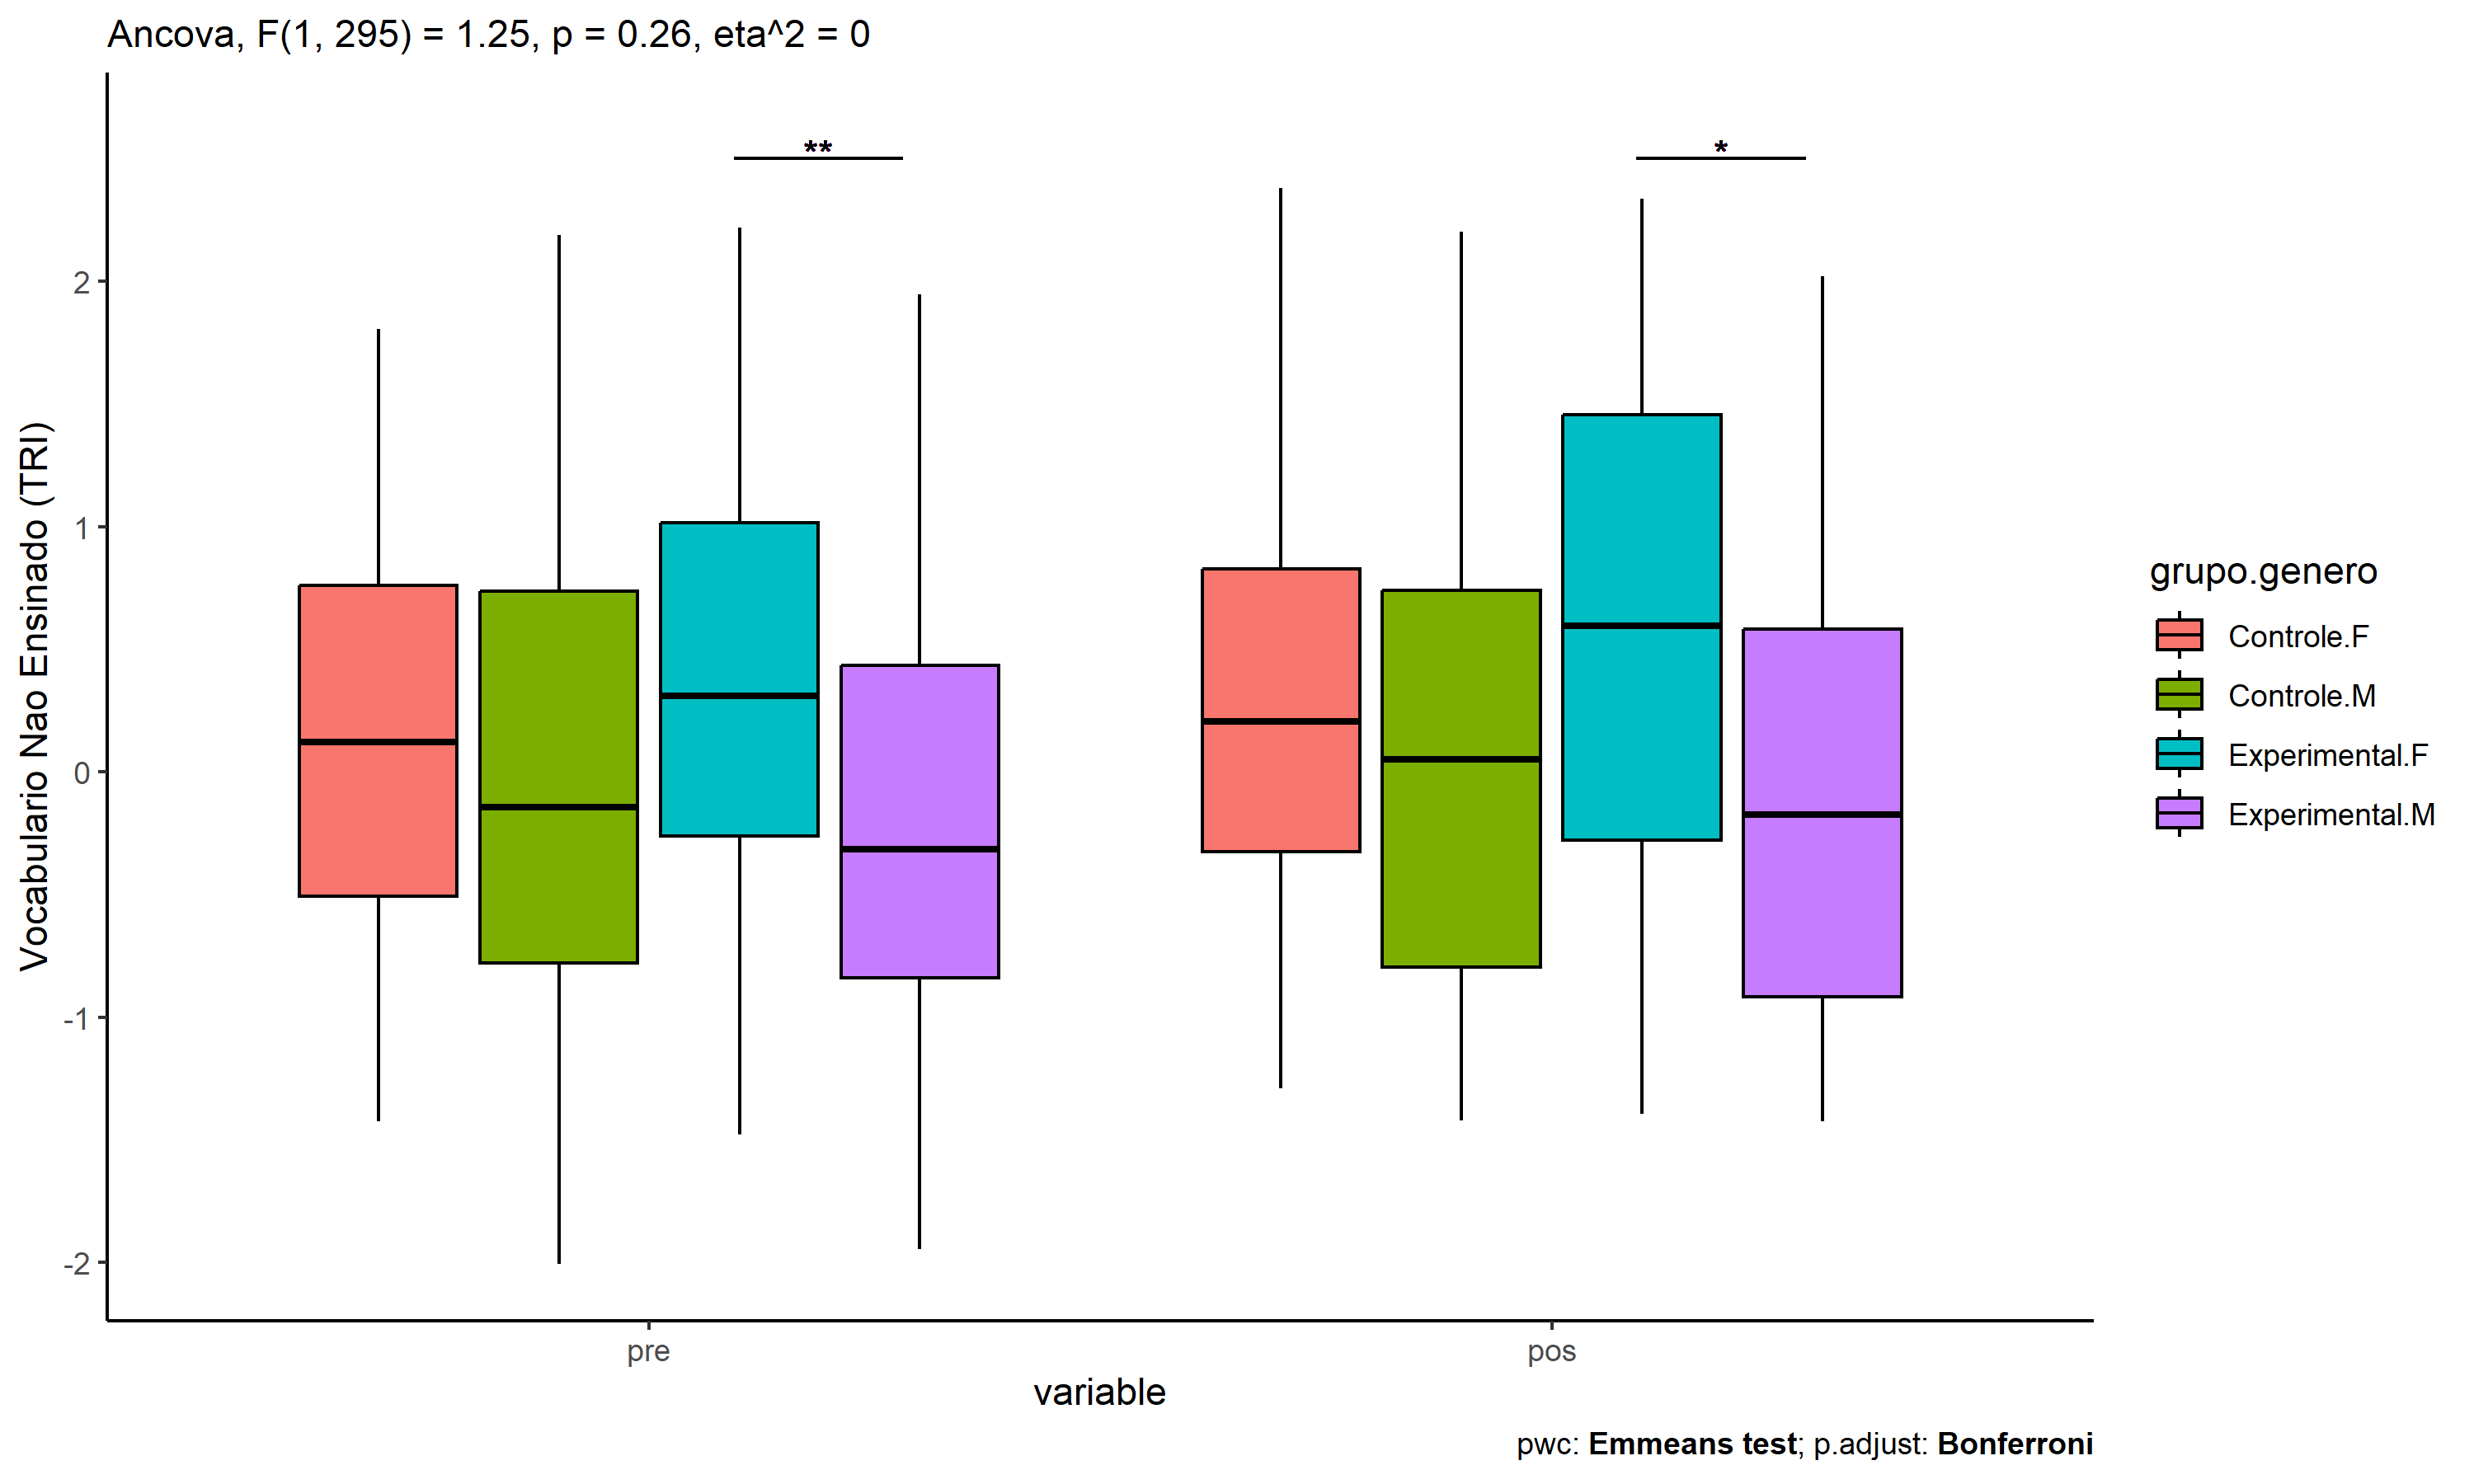 Ancova, F(1, 295) = 1.25, p = 0.26, eta^2 = 0
**
*
Vocabulario Nao Ensinado (TRI)
2
1
0
-1
-2
pre
pos
variable
grupo.genero
Controle.F
Controle.M
Experimental.F
Experimental.M
pwc: Emmeans test; p.adjust: Bonferroni